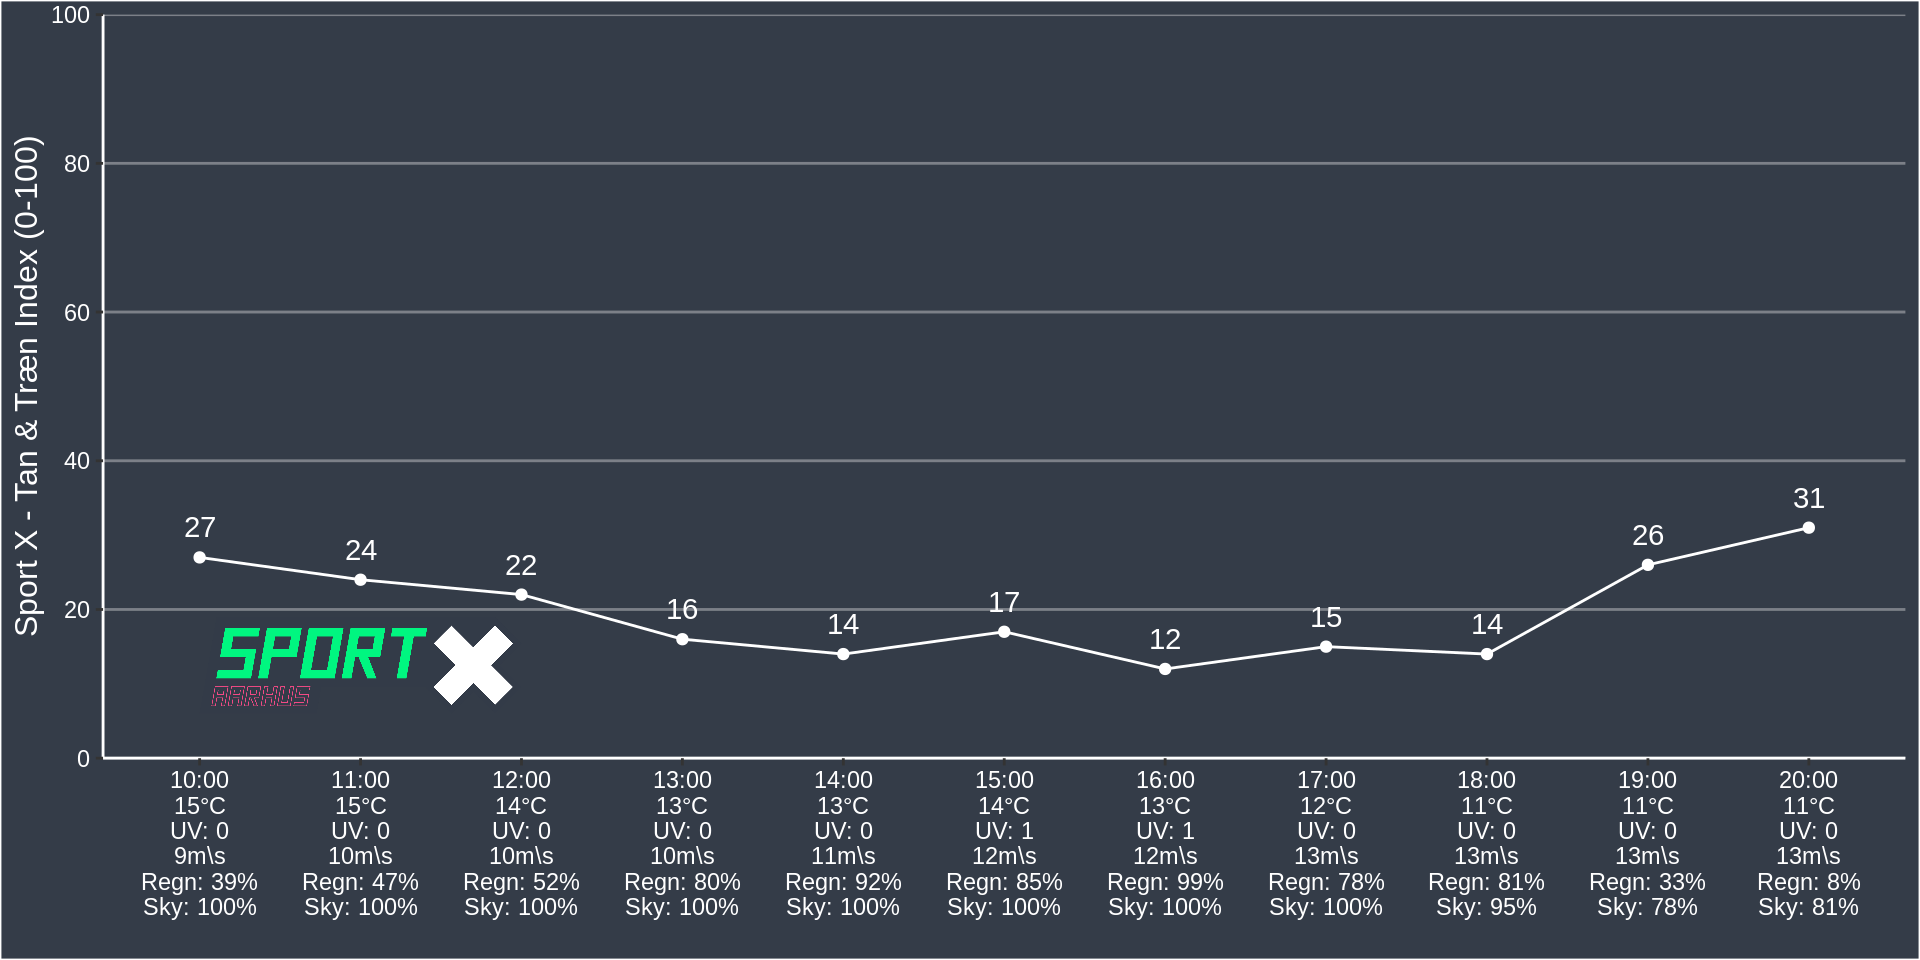 Sport X - Tan & Træn Index (0-100)
100
80
60
40
20
0
27
24
22
16
14
17
12
15
14
26
31
SPORT X
AARHUS
10:00 11:00 12:00 13:00 14:00 15:00 16:00 17:00 18:00 19:00 20:00
15°C 15°C 14°C 13°C 13°C 14°C 13°C 12°C 11°C 11°C 11°C
UV: 0 UV: 0 UV: 0 UV: 0 UV: 0 UV: 1 UV: 1 UV: 0 UV: 0 UV: 0 UV: 0
9m\s 10m\s 10m\s 10m\s 11m\s 12m\s 12m\s 13m\s 13m\s 13m\s 13m\s
Regn: 39% Regn: 47% Regn: 52% Regn: 80% Regn: 92% Regn: 85% Regn: 99% Regn: 78% Regn: 81% Regn: 33% Regn: 8%
Sky: 100% Sky: 100% Sky: 100% Sky: 100% Sky: 100% Sky: 100% Sky: 100% Sky: 100% Sky: 95% Sky: 78% Sky: 81%